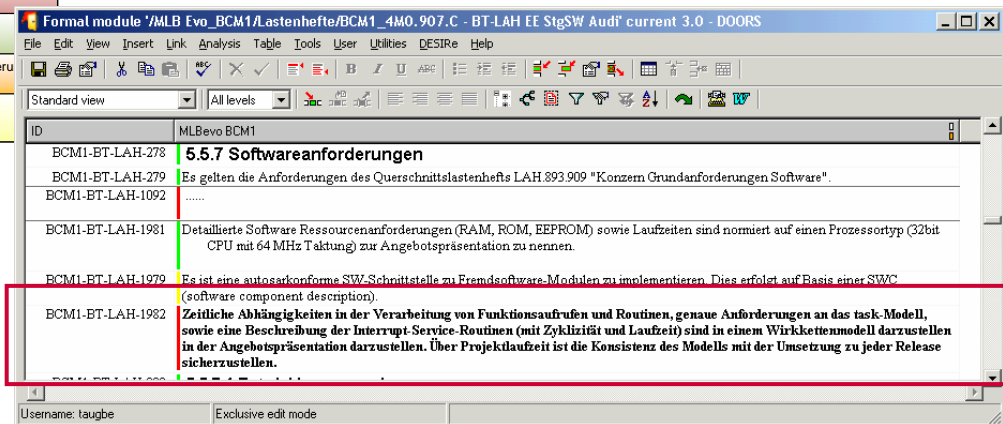 Formal module '/MLB Evo_BCM1/Lastenhefte/BCM1_4M0.907.C - BT-LAH EE StgSW Audi' current 3.0 - DOORS
File Edit View Insert Link Analysis Table Tools User Utilities DESIRe Help
eru
Standard view All levels
ID MLBevo BCM1
BCM1-BT-LAH-278 5.5.7 Softwareanforderungen
BCM1-BT-LAH-279 Es gelten die Anforderungen des Querschnittslastenhefts LAH.893.909 "Konzern Grundanforderungen Software".
BCM1-BT-LAH-1092 ......
BCM1-BT-LAH-1981 Detaillierte Software Ressourcenanforderungen (RAM, ROM, EEPROM) sowie Laufzeiten sind normiert auf einen Prozessortyp (32bit
CPU mit 64 MHz Taktung) zur Angebotspräsentation zu nennen.
BCM1-BT-LAH-1979 Es ist eine autosarkonforme SW-Schnittstelle zu Fremdsoftware-Modulen zu implementieren. Dies erfolgt auf Basis einer SWC
(software component description).
BCM1-BT-LAH-1982 Zeitliche Abhängigkeiten in der Verarbeitung von Funktionsaufrufen und Routinen, genaue Anforderungen an das task-Modell,
sowie eine Beschreibung der Interrupt-Service-Routinen (mit Zyklizität und Laufzeit) sind in einem Wirkkettenmodell darzustellen
in der Angebotspräsentation darzustellen. Über Projektlaufzeit ist die Konsistenz des Modells mit der Umsetzung zu jeder Release
sicherzustellen.
Username: taugbe Exclusive edit mode